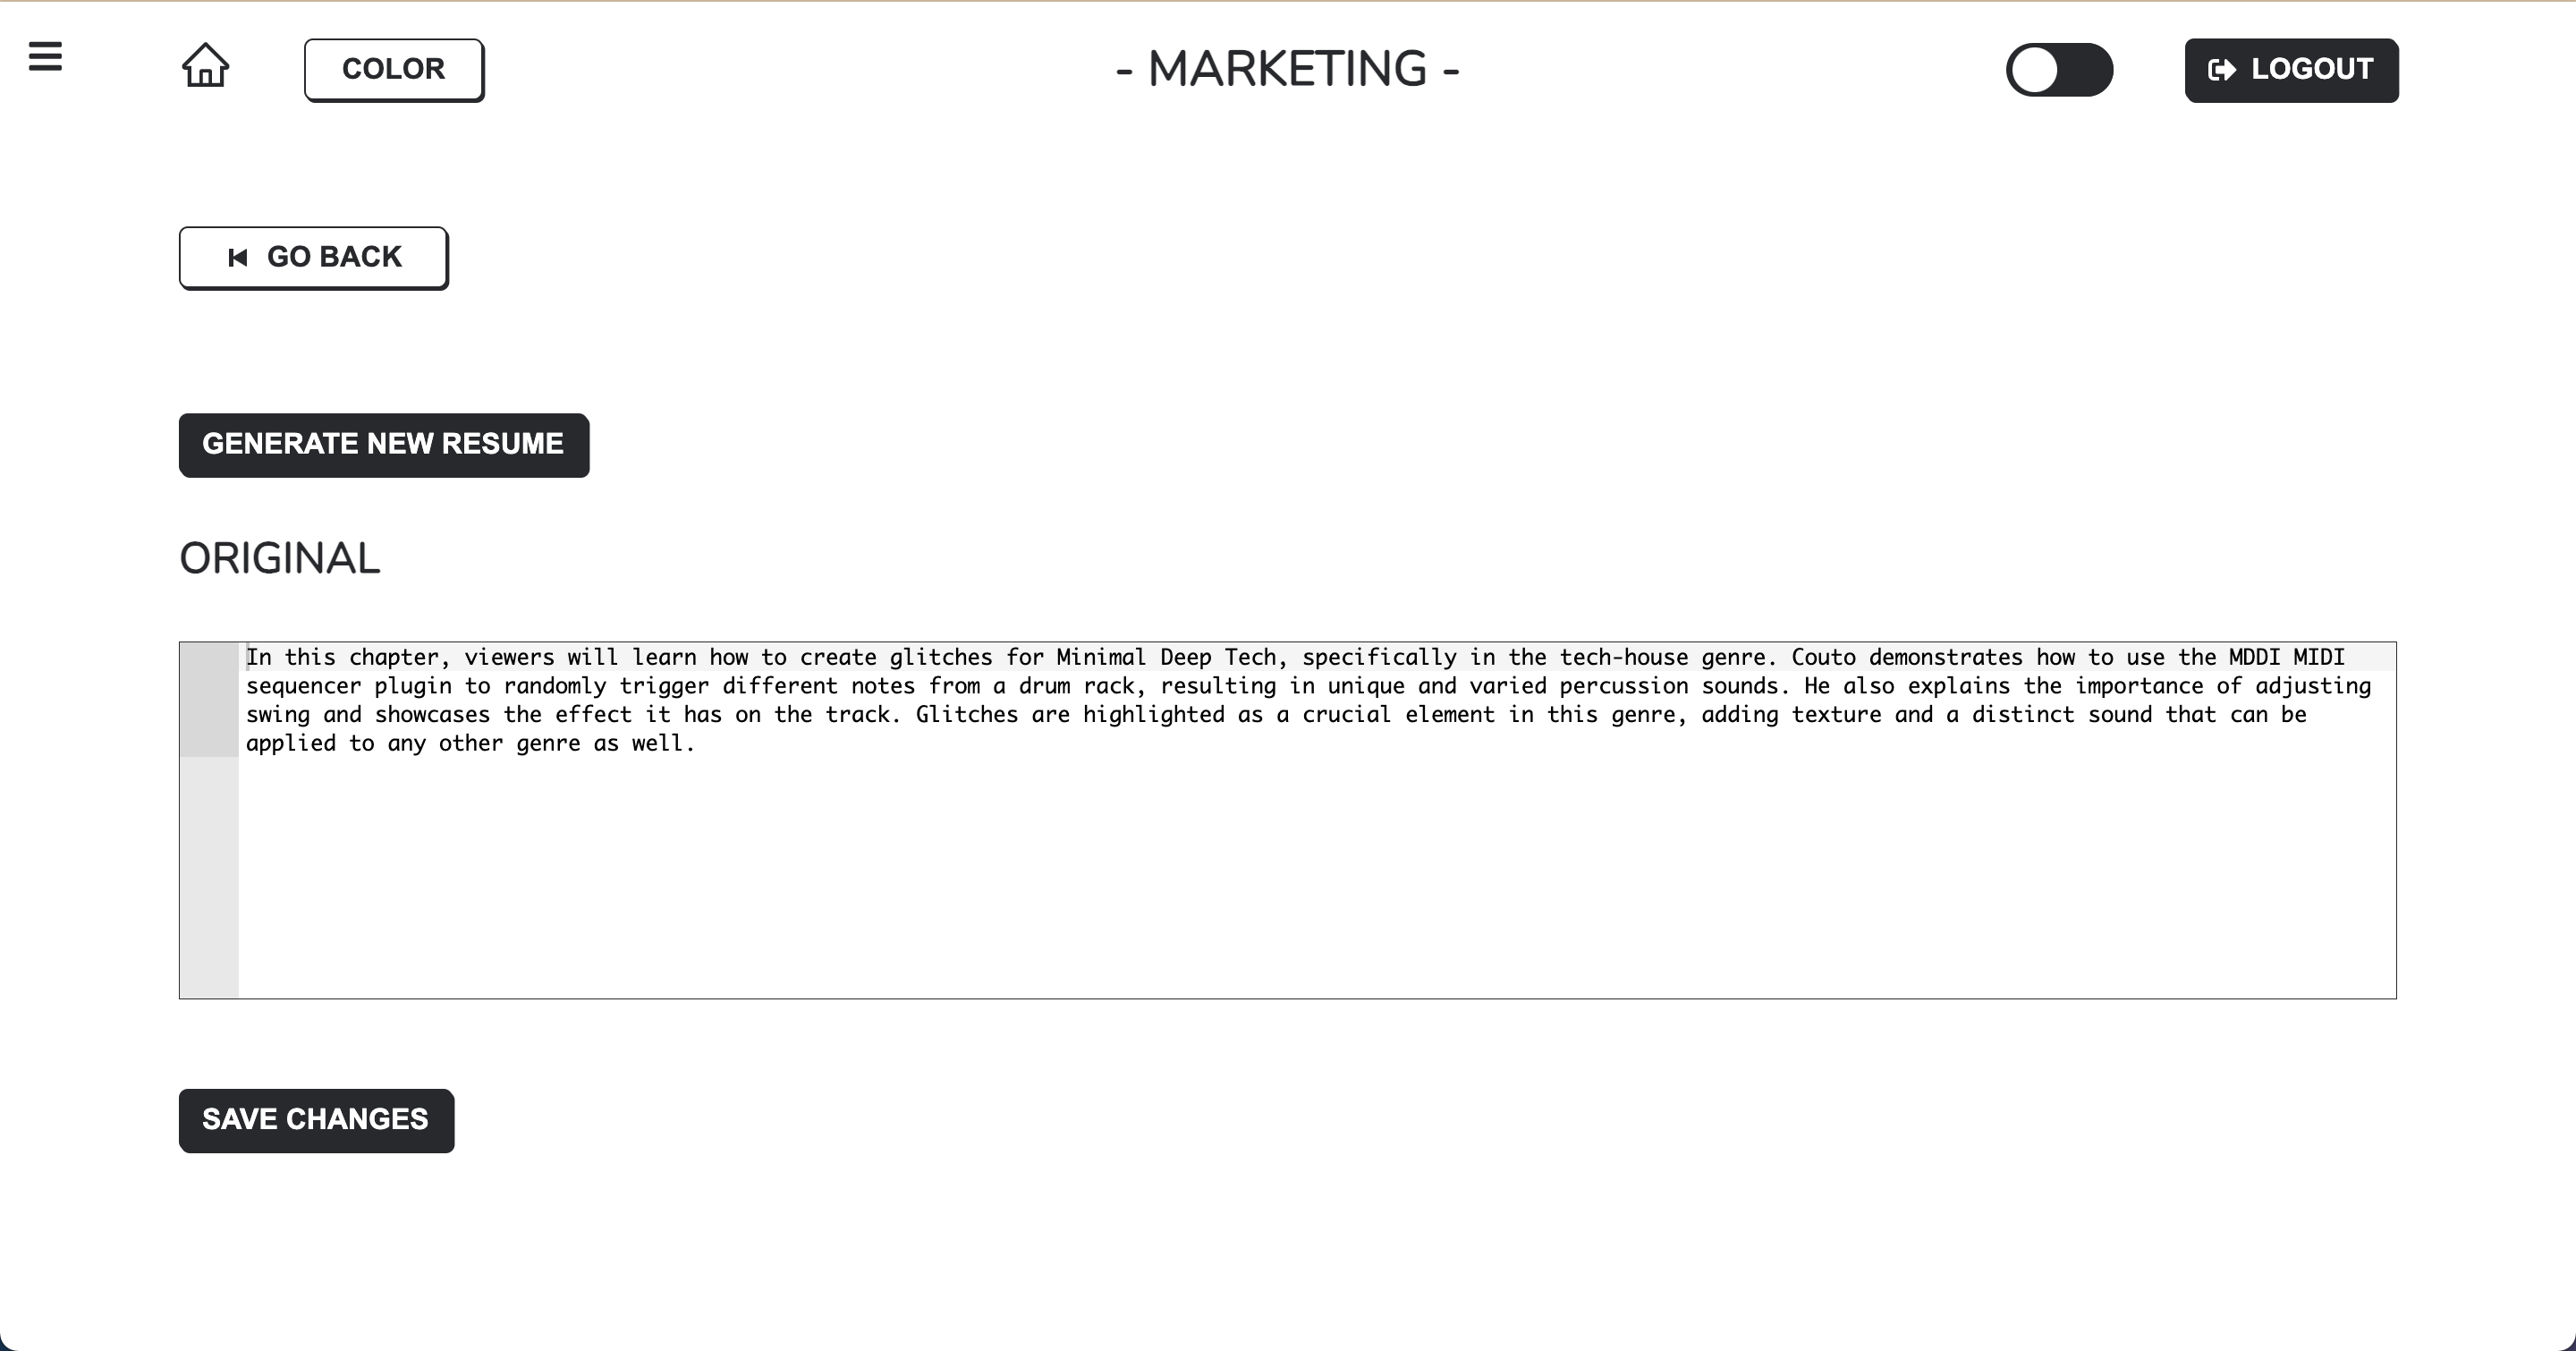 COLOR
- MARKETING -
LOGOUT
GO BACK
GENERATE NEW RESUME
ORIGINAL
In this chapter, viewers will learn how to create glitches for Minimal Deep Tech, specifically in the tech-house genre. Couto demonstrates how to use the MDDI MIDI
sequencer plugin to randomly trigger different notes from a drum rack, resulting in unique and varied percussion sounds. He also explains the importance of adjusting
swing and showcases the effect it has on the track. Glitches are highlighted as a crucial element in this genre, adding texture and a distinct sound that can be
applied to any other genre as well.
SAVE CHANGES